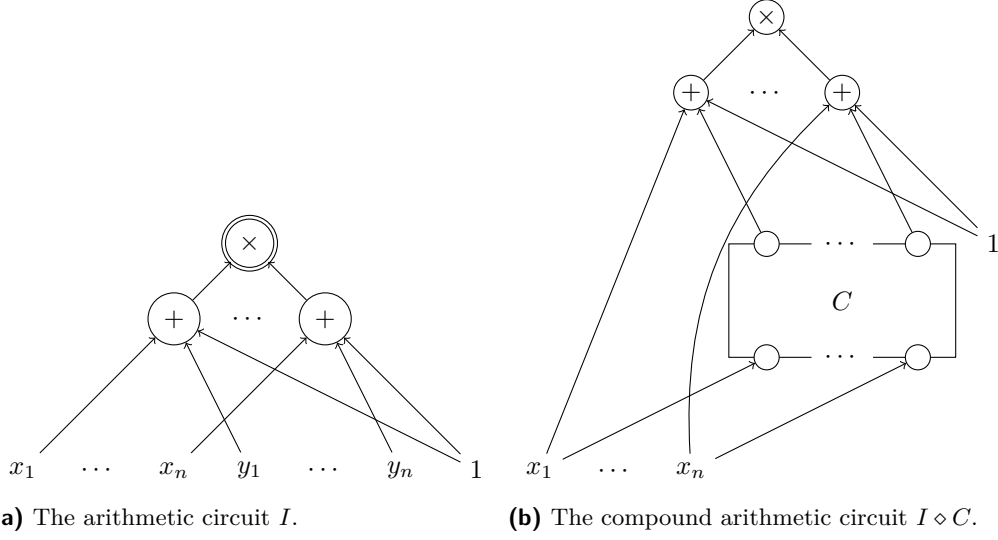 ×
+ ⋯ +
1
⋯
C
⋯
x₁ ⋯ xₙ
×
+ ⋯ +
x₁ ⋯ xₙ y₁ ⋯ yₙ 1
a) The arithmetic circuit I.
(b) The compound arithmetic circuit I ⋄ C.